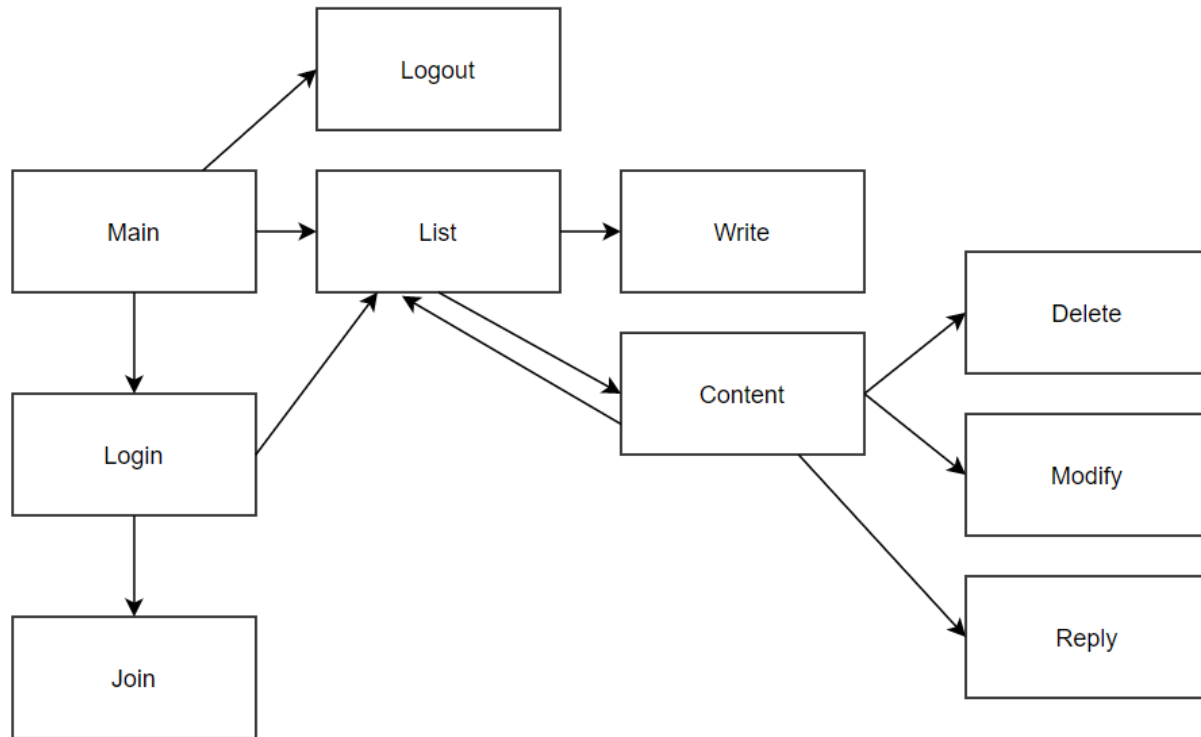 Logout
Main
List
Write
Delete
Content
Login
Modify
Reply
Join